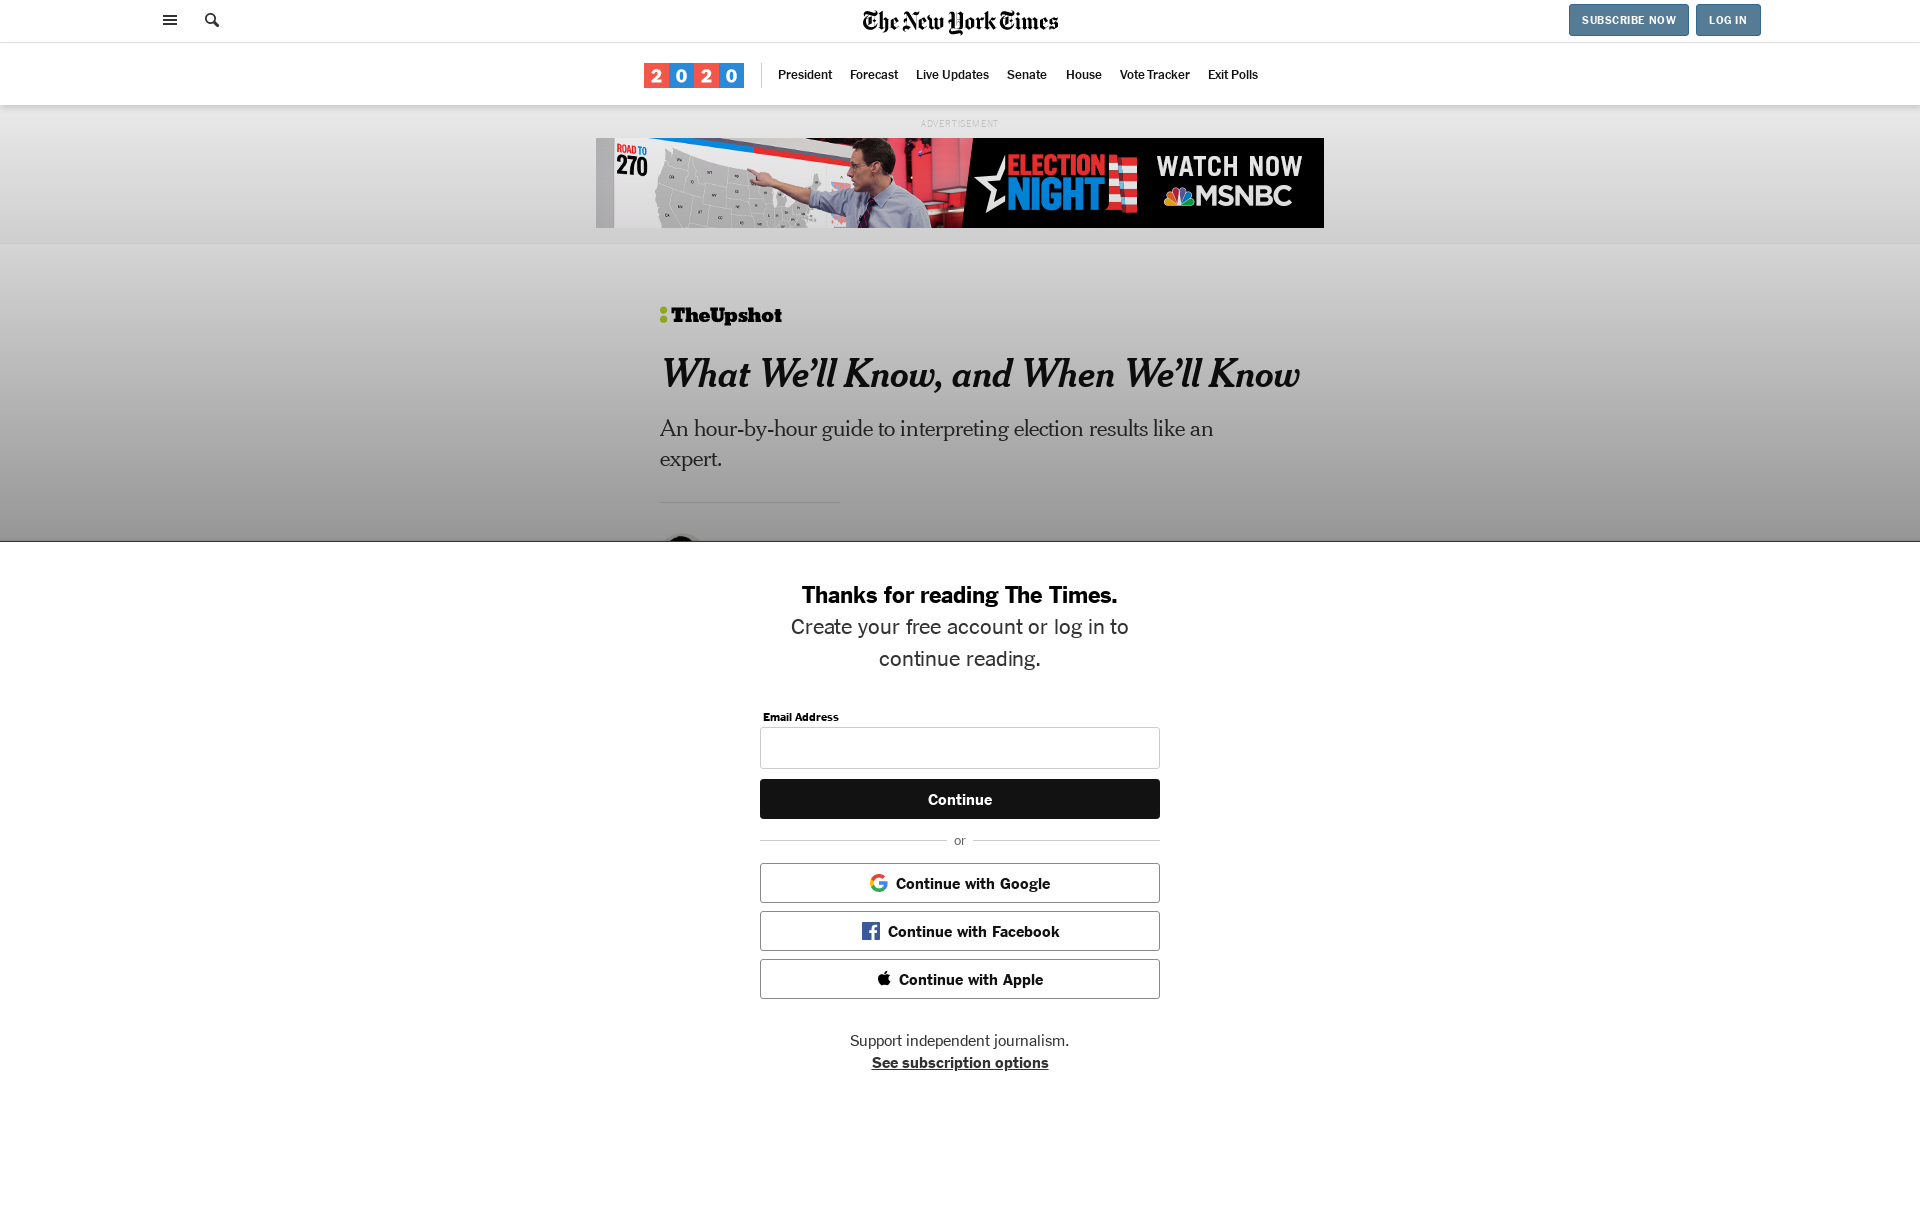 The New York Times
SUBSCRIBE NOW
LOG IN
2020
President
Forecast
Live Updates
Senate
House
Vote Tracker
Exit Polls
ADVERTISEMENT
ROAD TO
270
ELECTION
NIGHT
WATCH NOW
MSNBC
TheUpshot
What We’ll Know, and When We’ll Know
An hour-by-hour guide to interpreting election results like an
expert.
Thanks for reading The Times.
Create your free account or log in to
continue reading.
Email Address
Continue
or
Continue with Google
Continue with Facebook
Continue with Apple
Support independent journalism.
See subscription options